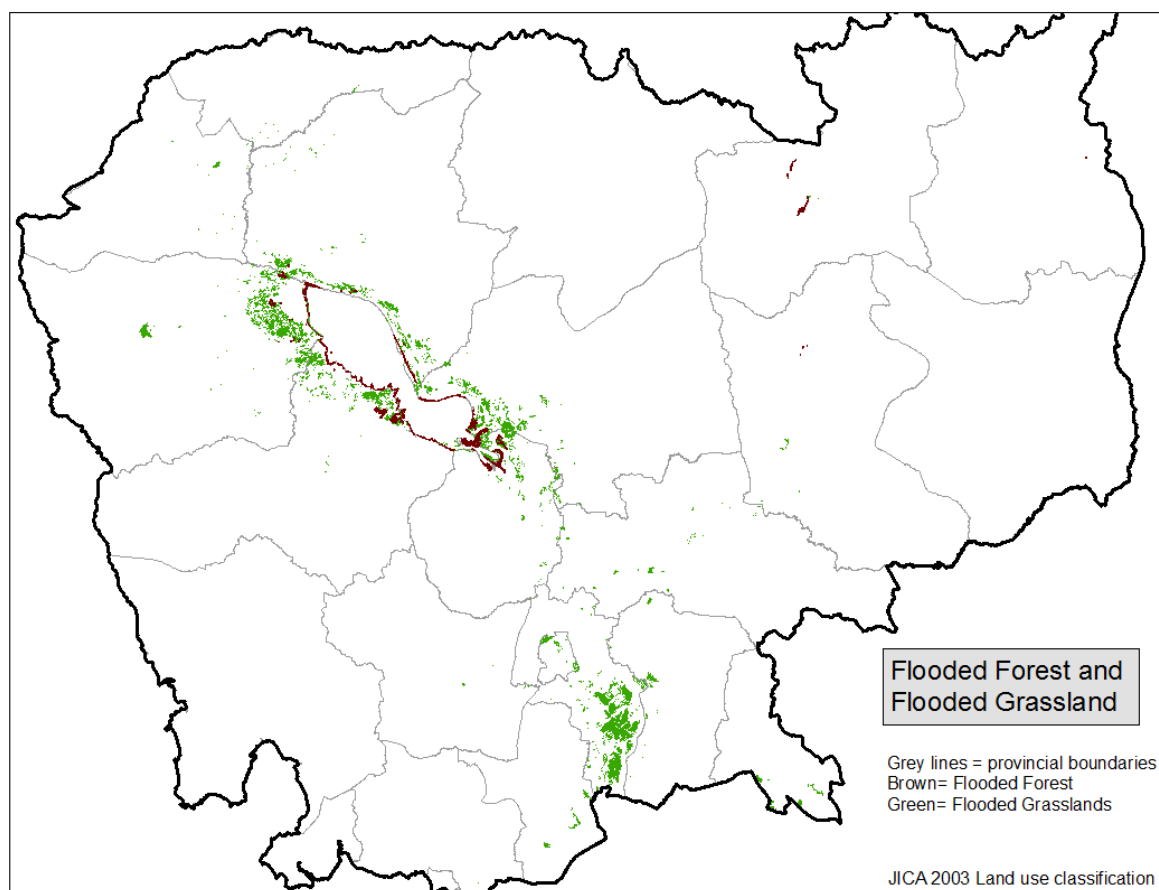 Flooded Forest and
Flooded Grassland
Grey lines = provincial boundaries
Brown= Flooded Forest
Green= Flooded Grasslands
JICA 2003 Land use classification